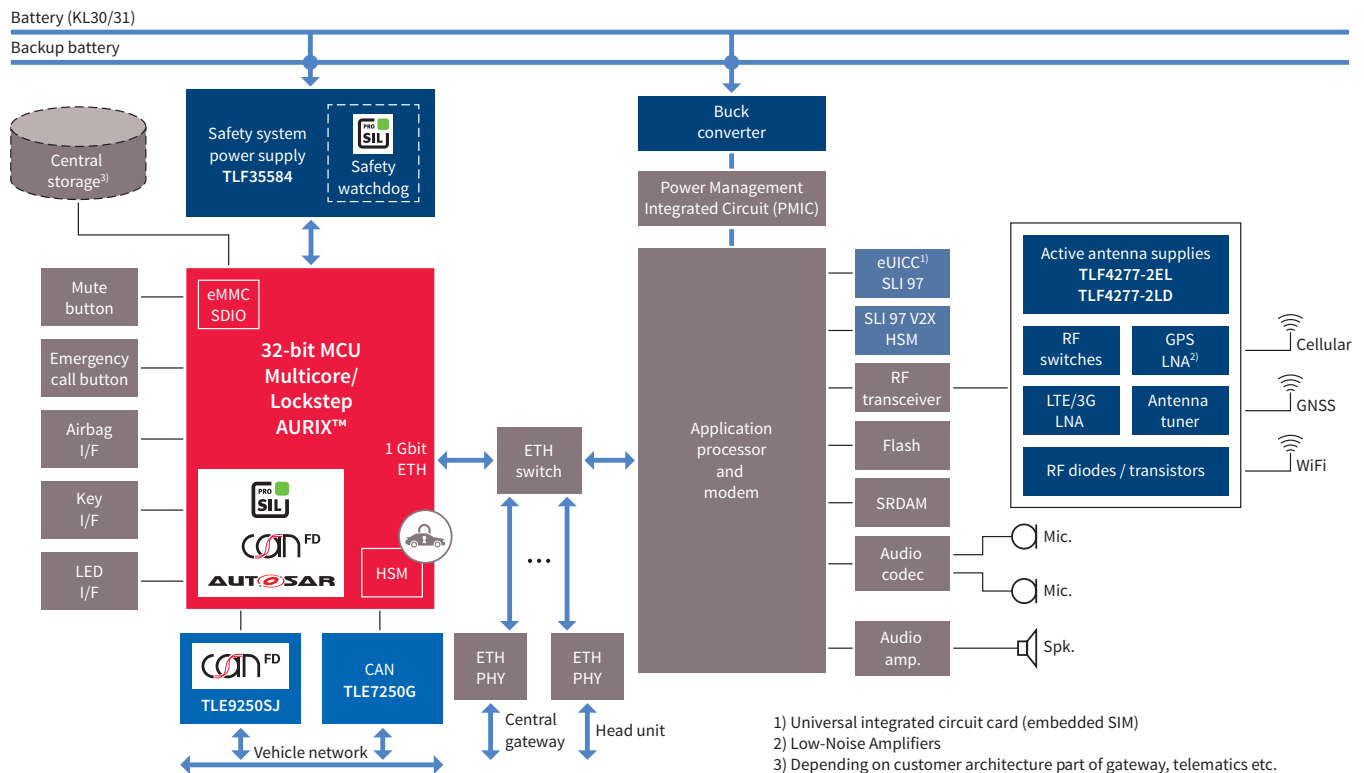 Battery (KL30/31)
Backup battery
Central
storage3)
Safety system
power supply
TLF35584
PRO
SIL
Safety
watchdog
Buck
converter
Power Management
Integrated Circuit (PMIC)
Mute
button
Emergency
call button
Airbag
I/F
Key
I/F
LED
I/F
eMMC
SDIO
32-bit MCU
Multicore/
Lockstep
AURIX™
1 Gbit
ETH
PRO
SIL
CAN FD
AUTOSAR
HSM
CAN FD
TLE9250SJ
CAN
TLE7250G
Vehicle network
ETH
switch
...
ETH
PHY
ETH
PHY
Central
gateway
Head unit
Application
processor
and
modem
eUICC1)
SLI 97
SLI 97 V2X
HSM
RF
transceiver
Flash
SRDAM
Audio
codec
Audio
amp.
Mic.
Mic.
Spk.
Active antenna supplies
TLF4277-2EL
TLF4277-2LD
RF
switches
GPS
LNA2)
LTE/3G
LNA
Antenna
tuner
RF diodes / transistors
Cellular
GNSS
WiFi
1) Universal integrated circuit card (embedded SIM)
2) Low-Noise Amplifiers
3) Depending on customer architecture part of gateway, telematics etc.